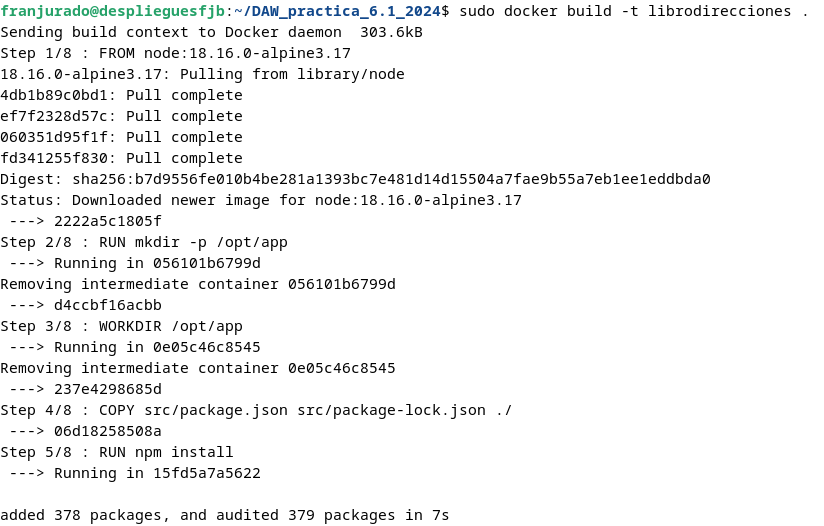 franjurado@desplieguesfjb:~/DAW_practica_6.1_2024$ sudo docker build -t librodirecciones .
Sending build context to Docker daemon  303.6kB
Step 1/8 : FROM node:18.16.0-alpine3.17
18.16.0-alpine3.17: Pulling from library/node
4db1b89c0bd1: Pull complete
ef7f2328d57c: Pull complete
060351d95f1f: Pull complete
fd341255f830: Pull complete
Digest: sha256:b7d9556fe010b4be281a1393bc7e481d14d15504a7fae9b55a7eb1ee1eddbda0
Status: Downloaded newer image for node:18.16.0-alpine3.17
 ---> 2222a5c1805f
Step 2/8 : RUN mkdir -p /opt/app
 ---> Running in 056101b6799d
Removing intermediate container 056101b6799d
 ---> d4ccbf16acbb
Step 3/8 : WORKDIR /opt/app
 ---> Running in 0e05c46c8545
Removing intermediate container 0e05c46c8545
 ---> 237e4298685d
Step 4/8 : COPY src/package.json src/package-lock.json ./
 ---> 06d18258508a
Step 5/8 : RUN npm install
 ---> Running in 15fd5a7a5622
added 378 packages, and audited 379 packages in 7s